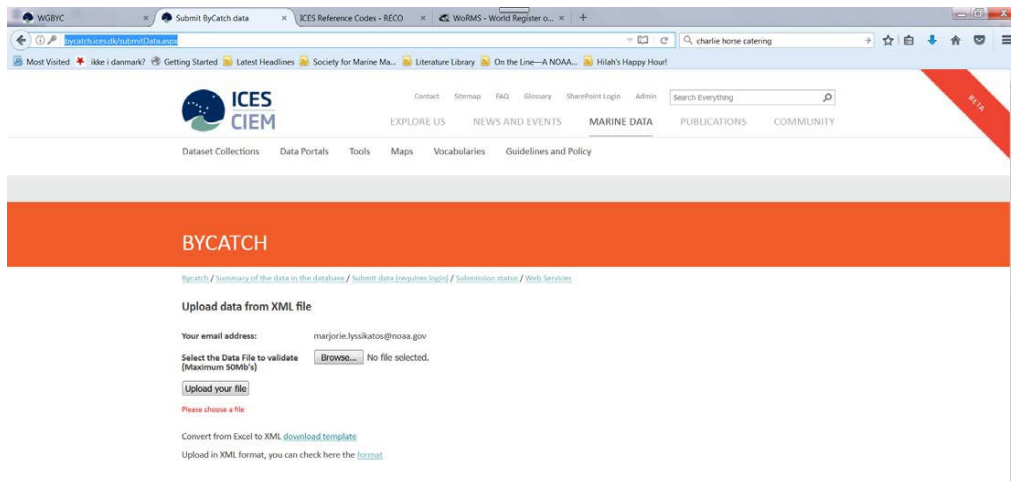 WGBYC
Submit ByCatch data
ICES Reference Codes - RECO
WoRMS - World Register o...
bycatch.ices.dk/submitData.aspx
charlie horse catering
Most Visited ikke i danmark? Getting Started Latest Headlines Society for Marine Ma... Literature Library On the Line—A NOAA... Hilah's Happy Hour!
BETA
ICES
CIEM
Contact Sitemap FAQ Glossary SharePoint Login Admin Search Everything
EXPLORE US NEWS AND EVENTS MARINE DATA PUBLICATIONS COMMUNITY
Dataset Collections Data Portals Tools Maps Vocabularies Guidelines and Policy
BYCATCH
Bycatch / Summary of the data in the database / Submit data (requires login) / Submission status / Web Services
Upload data from XML file
Your email address: marjorie.lyssikatos@noaa.gov
Select the Data File to validate Browse... No file selected.
(Maximum 50Mb's)
Upload your file
Please choose a file
Convert from Excel to XML download template
Upload in XML format, you can check here the format